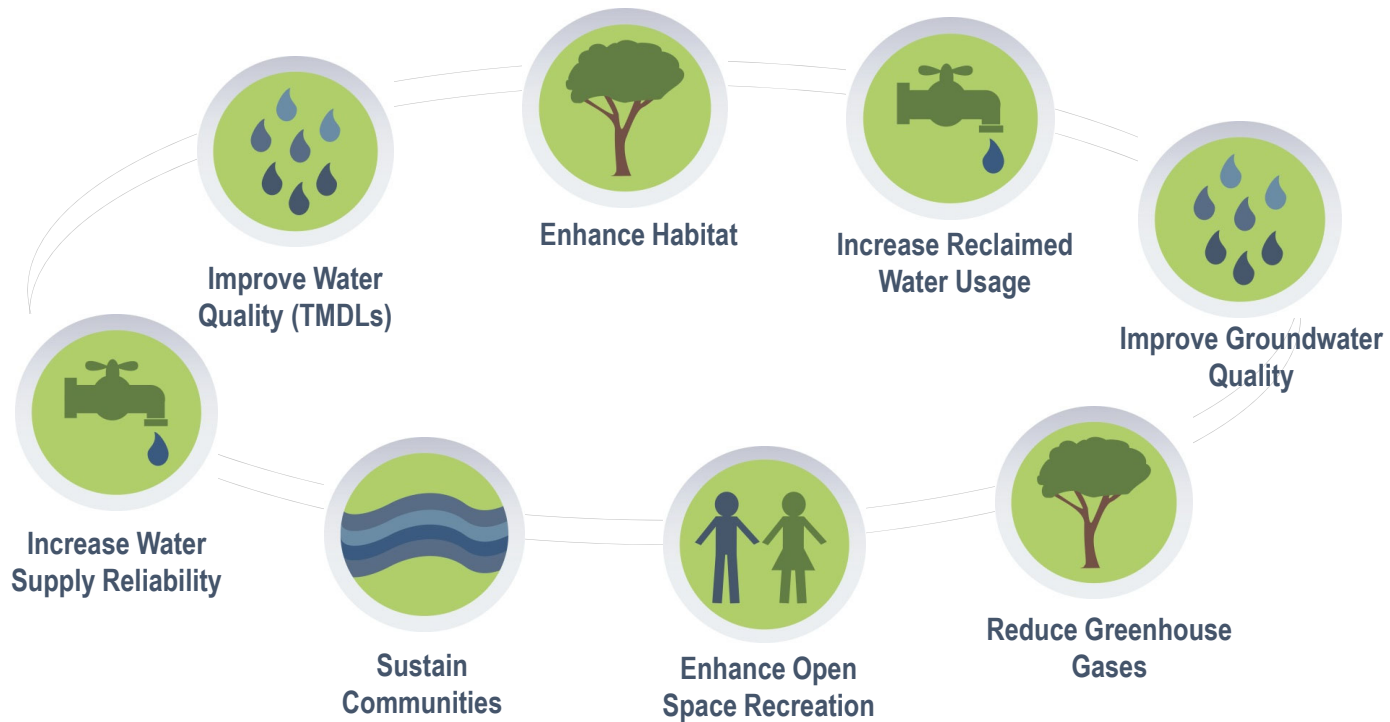 Improve Water
Quality (TMDLs)
Enhance Habitat
Increase Reclaimed
Water Usage
Improve Groundwater
Quality
Increase Water
Supply Reliability
Sustain
Communities
Enhance Open
Space Recreation
Reduce Greenhouse
Gases